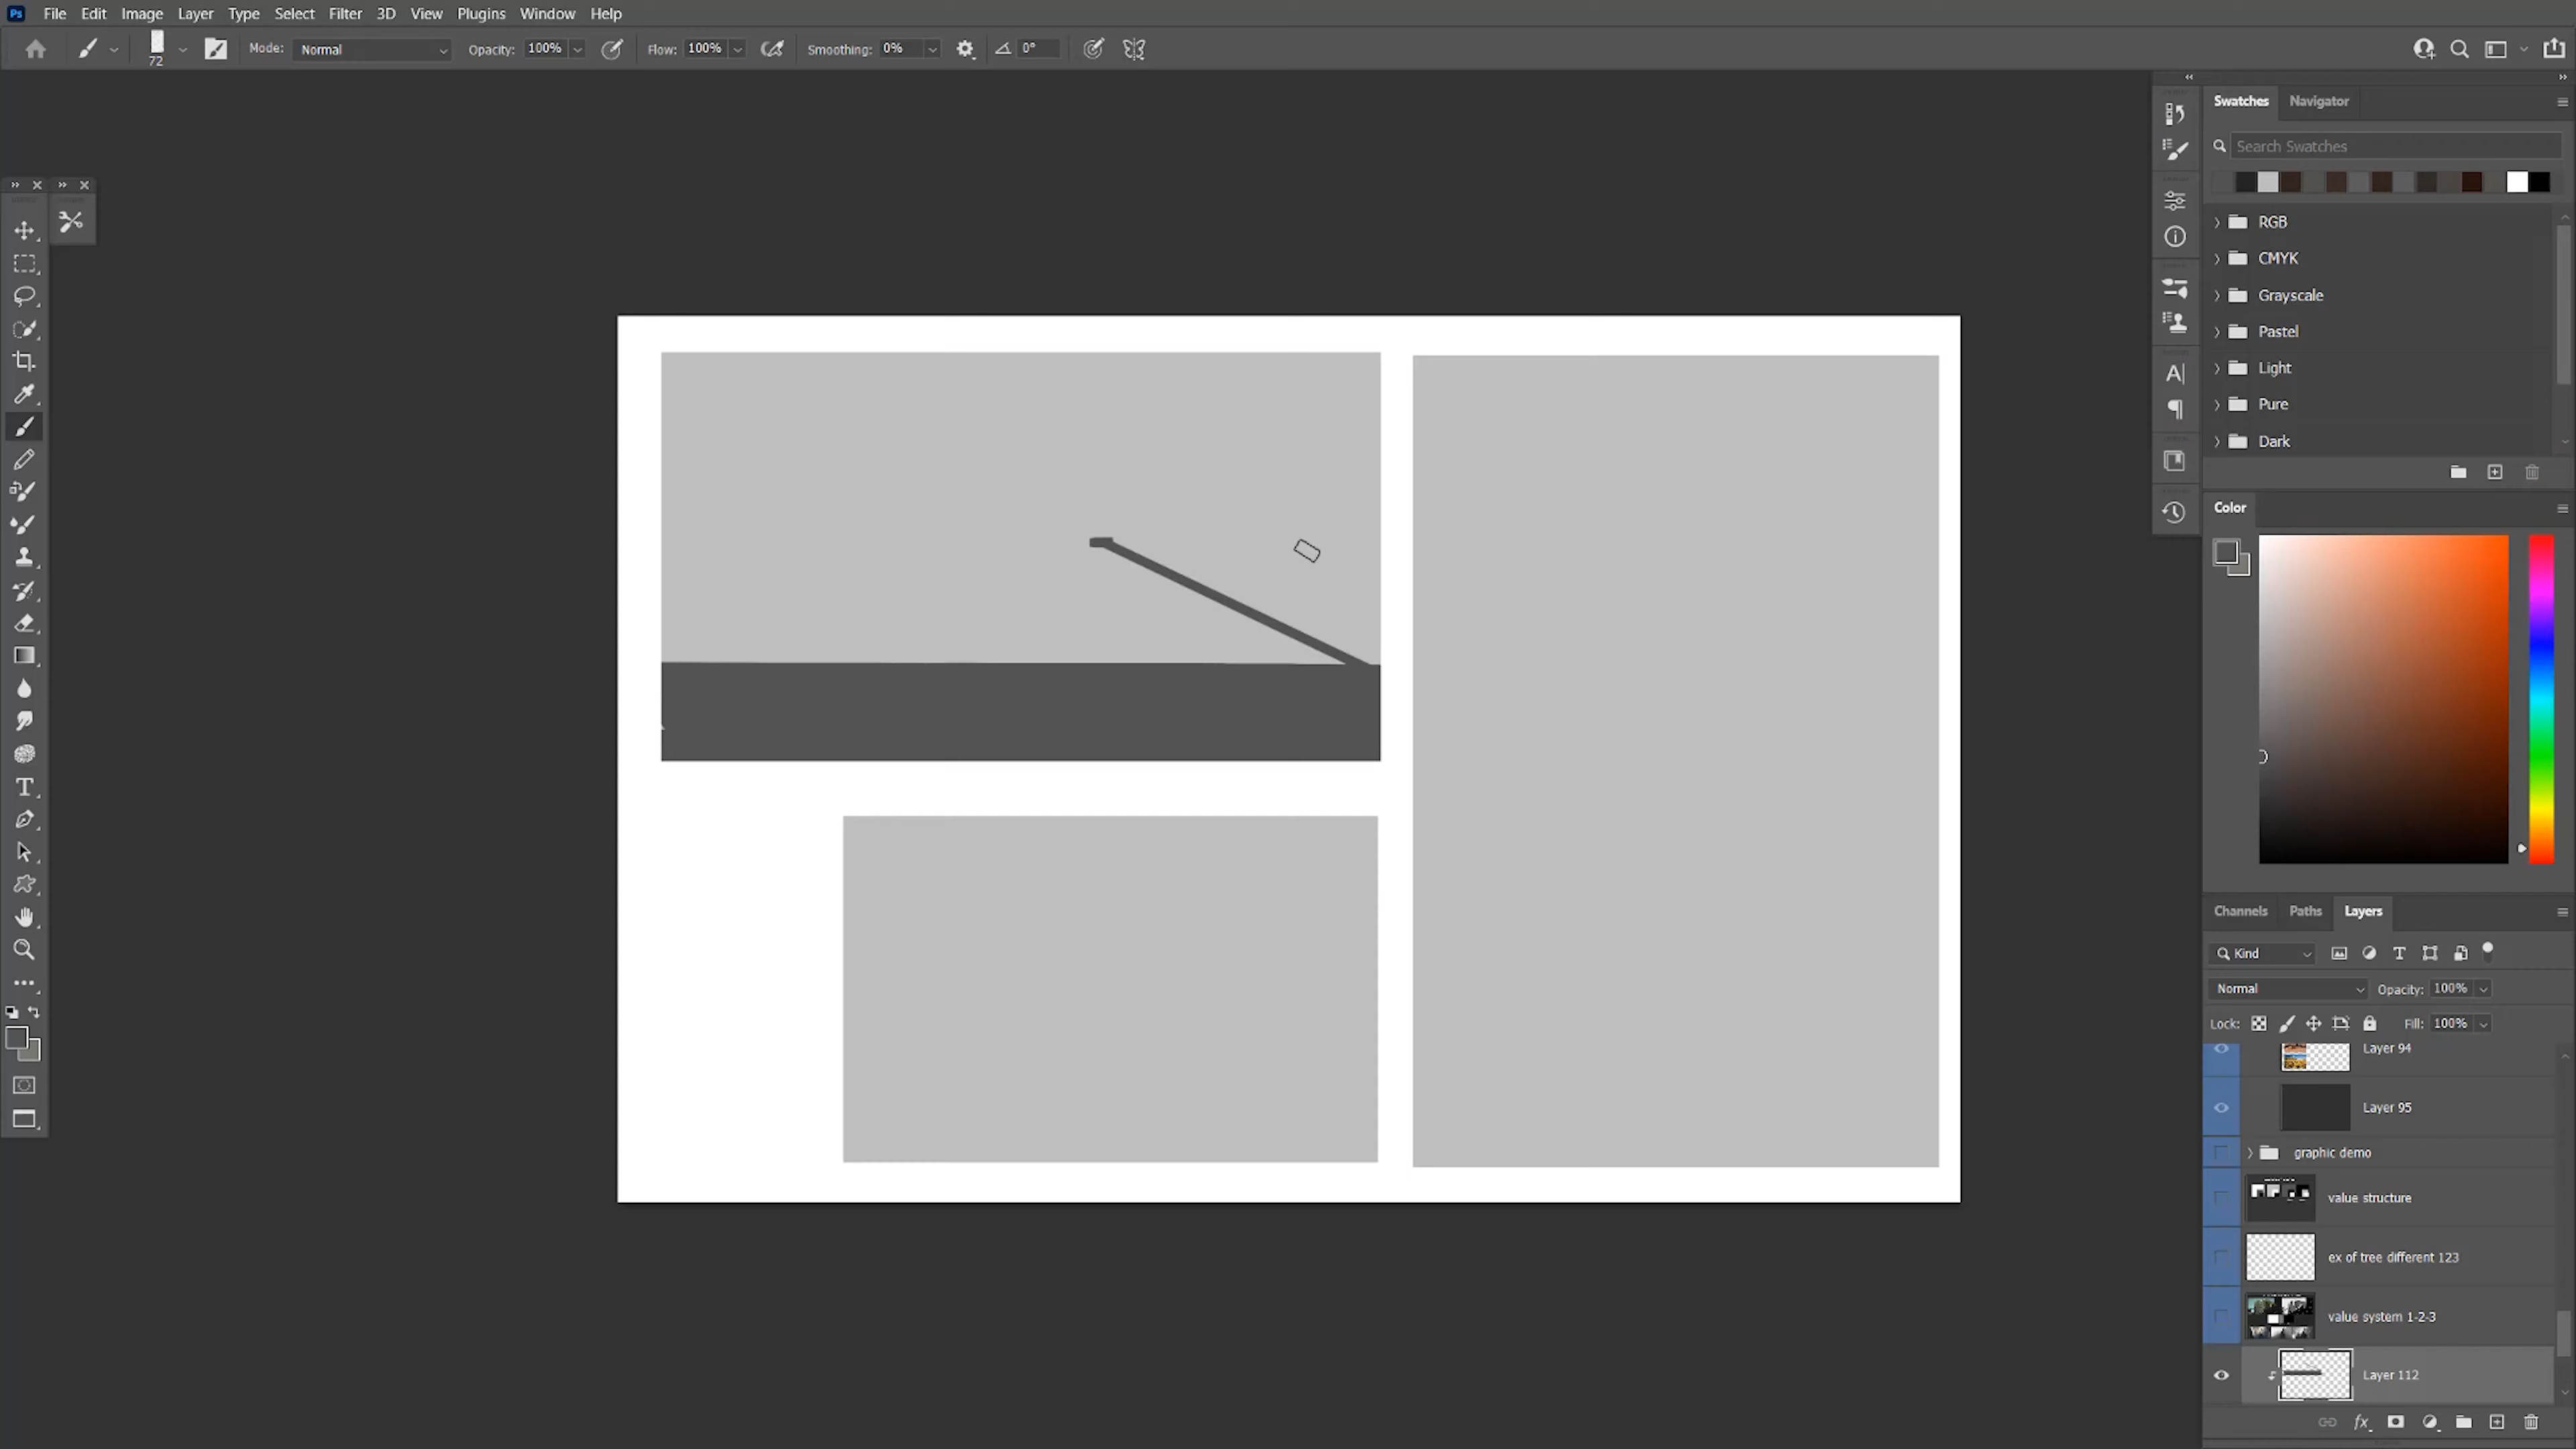 Ps File Edit Image Layer Type Select Filter 3D View Plugins Window Help
72 Mode: Normal Opacity: 100% Flow: 100% Smoothing: 0% 0°
Swatches Navigator
Search Swatches
RGB
CMYK
Grayscale
Pastel
Light
Pure
Dark
Color
Channels Paths Layers
Kind
Normal Opacity: 100%
Lock: Fill: 100%
Layer 94
Layer 95
graphic demo
value structure
ex of tree different 123
value system 1-2-3
Layer 112
fx